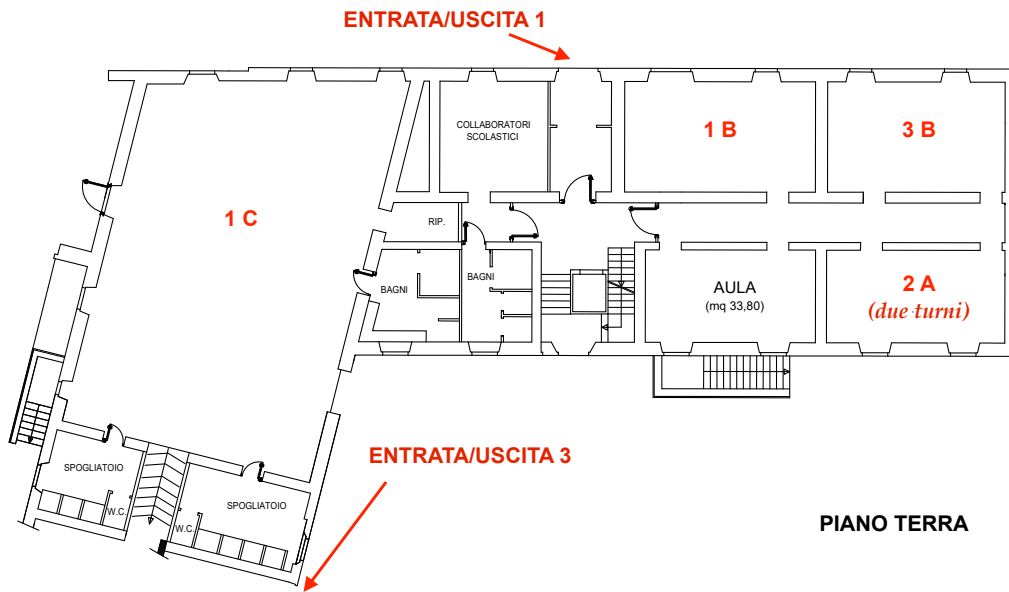 ENTRATA/USCITA 1
COLLABORATORI
SCOLASTICI
1 B
3 B
1 C
RIP.
BAGNI
BAGNI
AULA
(mq 33,80)
2 A
(due turni)
ENTRATA/USCITA 3
SPOGLIATOIO
W.C.
W.C.
SPOGLIATOIO
PIANO TERRA